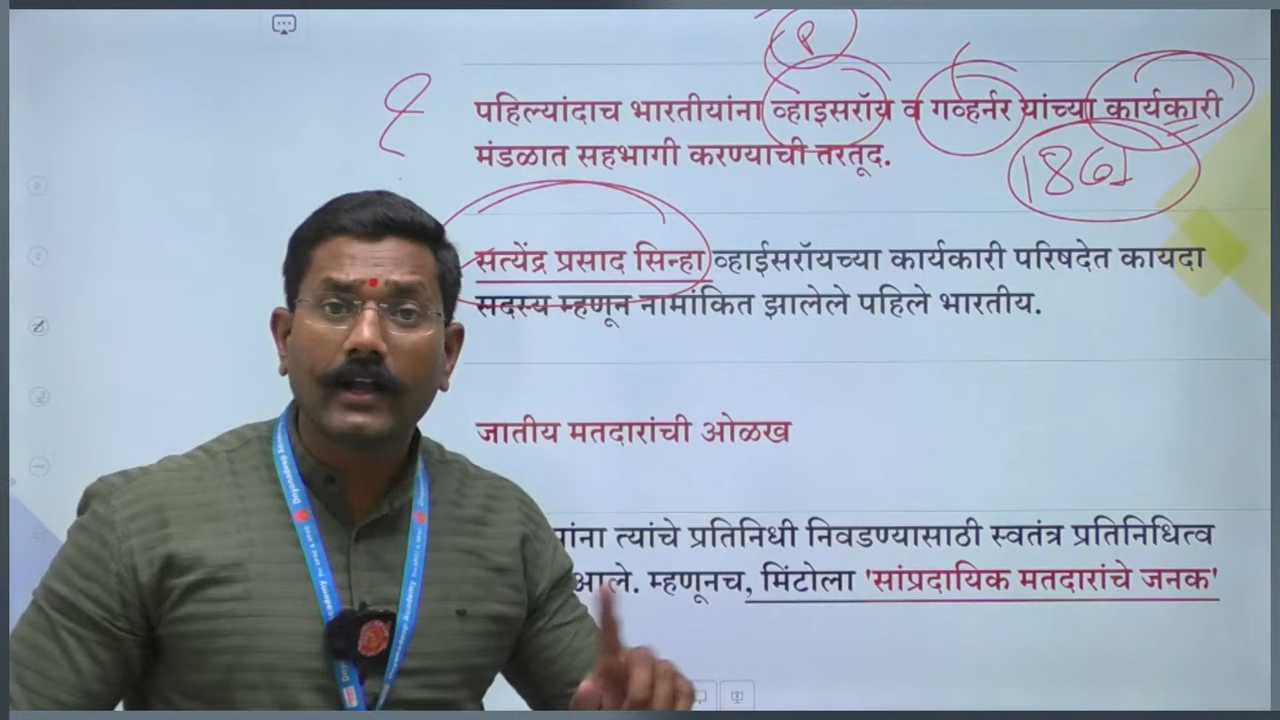 पहिल्यांदाच भारतीयांना व्हाइसरॉय व गव्हर्नर यांच्या कार्यकारी
मंडळात सहभागी करण्याची तरतूद.
1861
सत्येंद्र प्रसाद सिन्हा व्हाईसरॉयच्या कार्यकारी परिषदेत कायदा
सदस्य म्हणून नामांकित झालेले पहिले भारतीय.
जातीय मतदारांची ओळख
त्यांचे प्रतिनिधी निवडण्यासाठी स्वतंत्र प्रतिनिधित्व
आले. म्हणूनच, मिंटोला 'सांप्रदायिक मतदारांचे जनक'